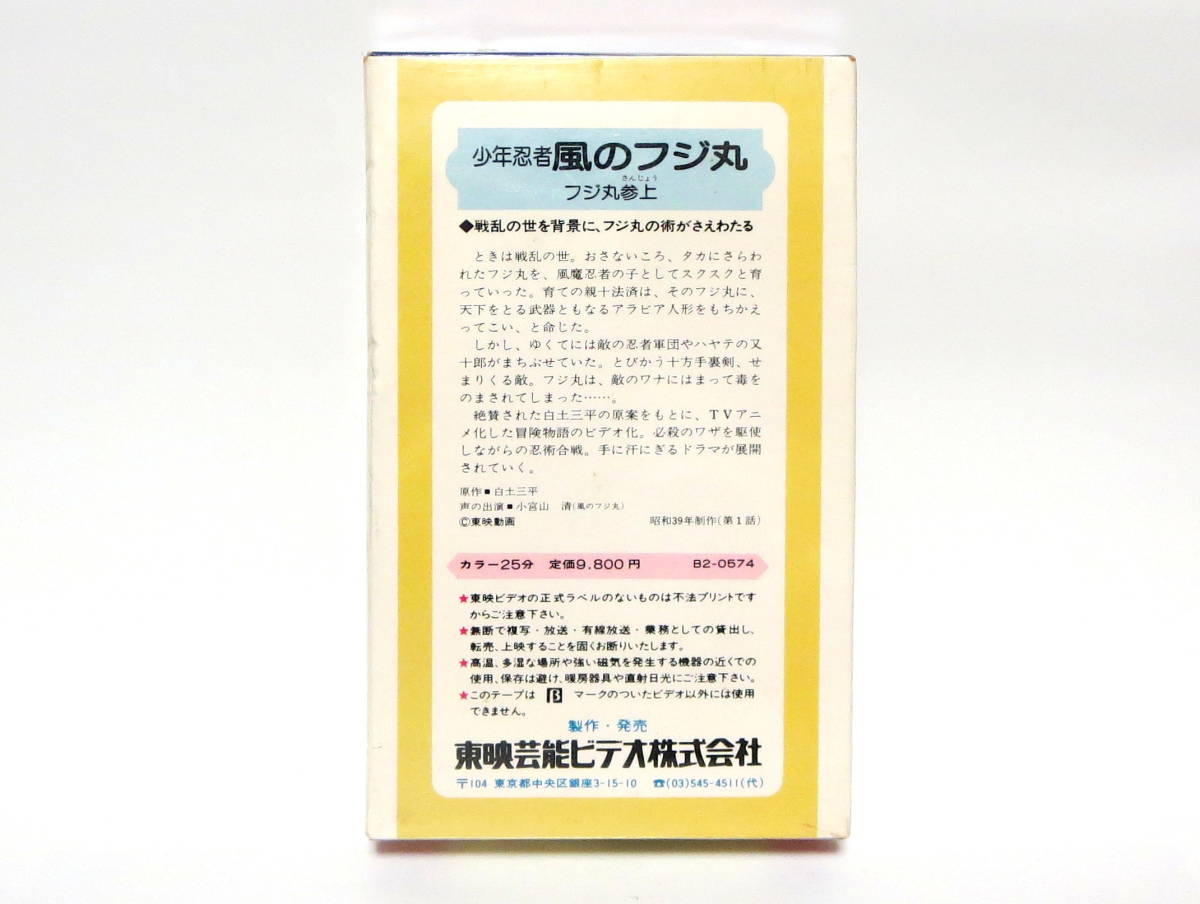 少年忍者 風のフジ丸
さんじょう
フジ丸参上
◆戦乱の世を背景に、フジ丸の術がさえわたる
ときは戦乱の世。おさないころ、タカにさらわ
れたフジ丸を、風魔忍者の子としてスクスクと育
っていった。育ての親十法済は、そのフジ丸に、
天下をとる武器ともなるアラビア人形をもちかえ
ってこい、と命じた。
しかし、ゆくてには敵の忍者軍団やハヤテの又
十郎がまちぶせていた。とびかう十方手裏剣、せ
まりくる敵。フジ丸は、敵のワナにはまって毒を
のまされてしまった……。
絶賛された白土三平の原案をもとに、TVアニ
メ化した冒険物語のビデオ化。必殺のワザを駆使
しながらの忍術合戦。手に汗にぎるドラマが展開
されていく。
原作■白土三平
声の出演■小宮山 清(風のフジ丸)
©東映動画 昭和39年制作(第1話)
カラー25分 定価9,800円 B2-0574
★東映ビデオの正式ラベルのないものは不法プリントです
からご注意下さい。
★無断で複写・放送・有線放送・業務としての貸出し、
転売、上映することを固くお断りいたします。
★高温、多湿な場所や強い磁気を発生する機器の近くでの
使用、保存は避け、暖房器具や直射日光にご注意下さい。
★このテープは β マークのついたビデオ以外には使用
できません。
製作・発売
東映芸能ビデオ株式会社
〒104 東京都中央区銀座3-15-10 ☎(03)545-4511(代)